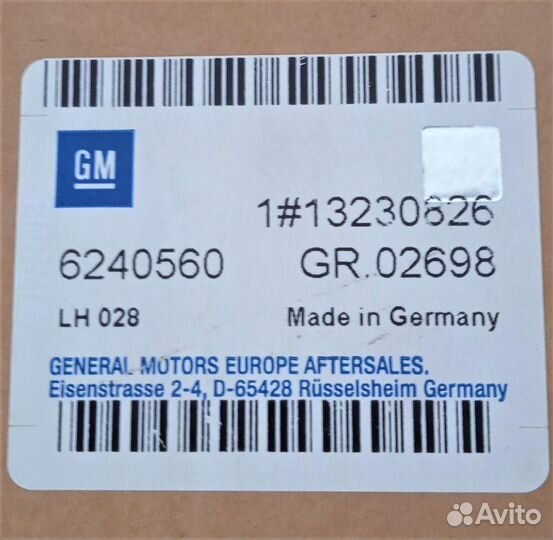 GM
1#13230826
6240560 GR.02698
LH 028 Made in Germany
GENERAL MOTORS EUROPE AFTERSALES.
Eisenstrasse 2-4, D-65428 Rüsselsheim Germany
Avito